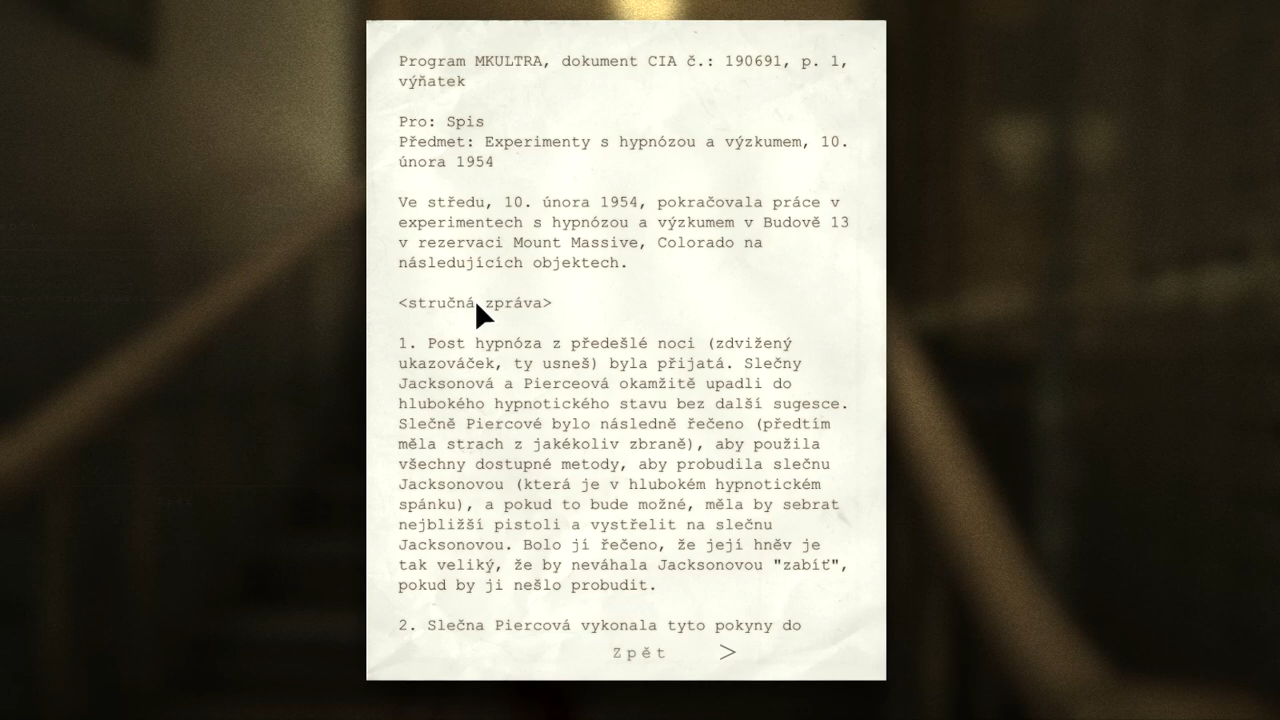 Program MKULTRA, dokument CIA č.: 190691, p. 1,
výňatek
Pro: Spis
Předmet: Experimenty s hypnózou a výzkumem, 10.
února 1954
Ve středu, 10. února 1954, pokračovala práce v
experimentech s hypnózou a výzkumem v Budově 13
v rezervaci Mount Massive, Colorado na
následujících objektech.
<stručná zpráva>
1. Post hypnóza z předešlé noci (zdvižený
ukazováček, ty usneš) byla přijatá. Slečny
Jacksonová a Pierceová okamžitě upadli do
hlubokého hypnotického stavu bez další sugesce.
Slečně Piercové bylo následně řečeno (předtím
měla strach z jakékoliv zbraně), aby použila
všechny dostupné metody, aby probudila slečnu
Jacksonovou (která je v hlubokém hypnotickém
spánku), a pokud to bude možné, měla by sebrat
nejbližší pistoli a vystřelit na slečnu
Jacksonovou. Bolo jí řečeno, že její hněv je
tak veliký, že by neváhala Jacksonovou "zabíť",
pokud by ji nešlo probudit.
2. Slečna Piercová vykonala tyto pokyny do
Zpět >